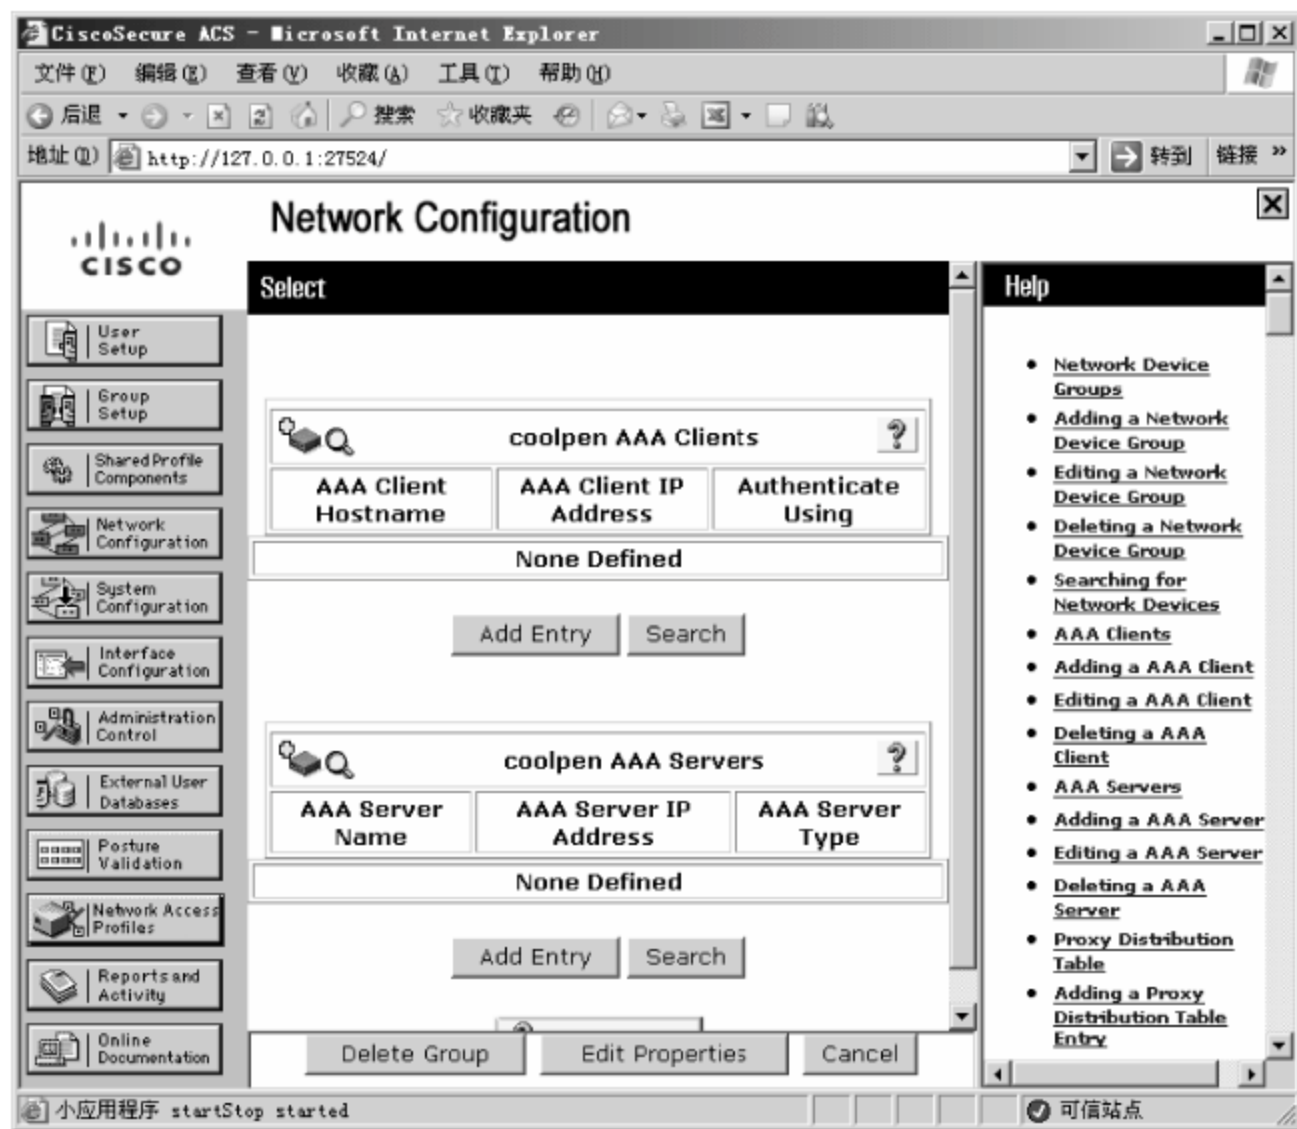 CiscoSecure ACS - Microsoft Internet Explorer
文件(F) 编辑(E) 查看(V) 收藏(A) 工具(T) 帮助(H)
后退 搜索 收藏夹
地址(D) http://127.0.0.1:27524/ 转到 链接 »
CISCO
Network Configuration
User
Setup
Group
Setup
Shared Profile
Components
Network
Configuration
System
Configuration
Interface
Configuration
Administration
Control
External User
Databases
Posture
Validation
Network Access
Profiles
Reports and
Activity
Online
Documentation
Select
coolpen AAA Clients ?
AAA Client
Hostname
AAA Client IP
Address
Authenticate
Using
None Defined
Add Entry Search
coolpen AAA Servers ?
AAA Server
Name
AAA Server IP
Address
AAA Server
Type
None Defined
Add Entry Search
Delete Group Edit Properties Cancel
Help
Network Device
Groups
Adding a Network
Device Group
Editing a Network
Device Group
Deleting a Network
Device Group
Searching for
Network Devices
AAA Clients
Adding a AAA Client
Editing a AAA Client
Deleting a AAA
Client
AAA Servers
Adding a AAA Server
Editing a AAA Server
Deleting a AAA
Server
Proxy Distribution
Table
Adding a Proxy
Distribution Table
Entry
小应用程序 startStop started 可信站点